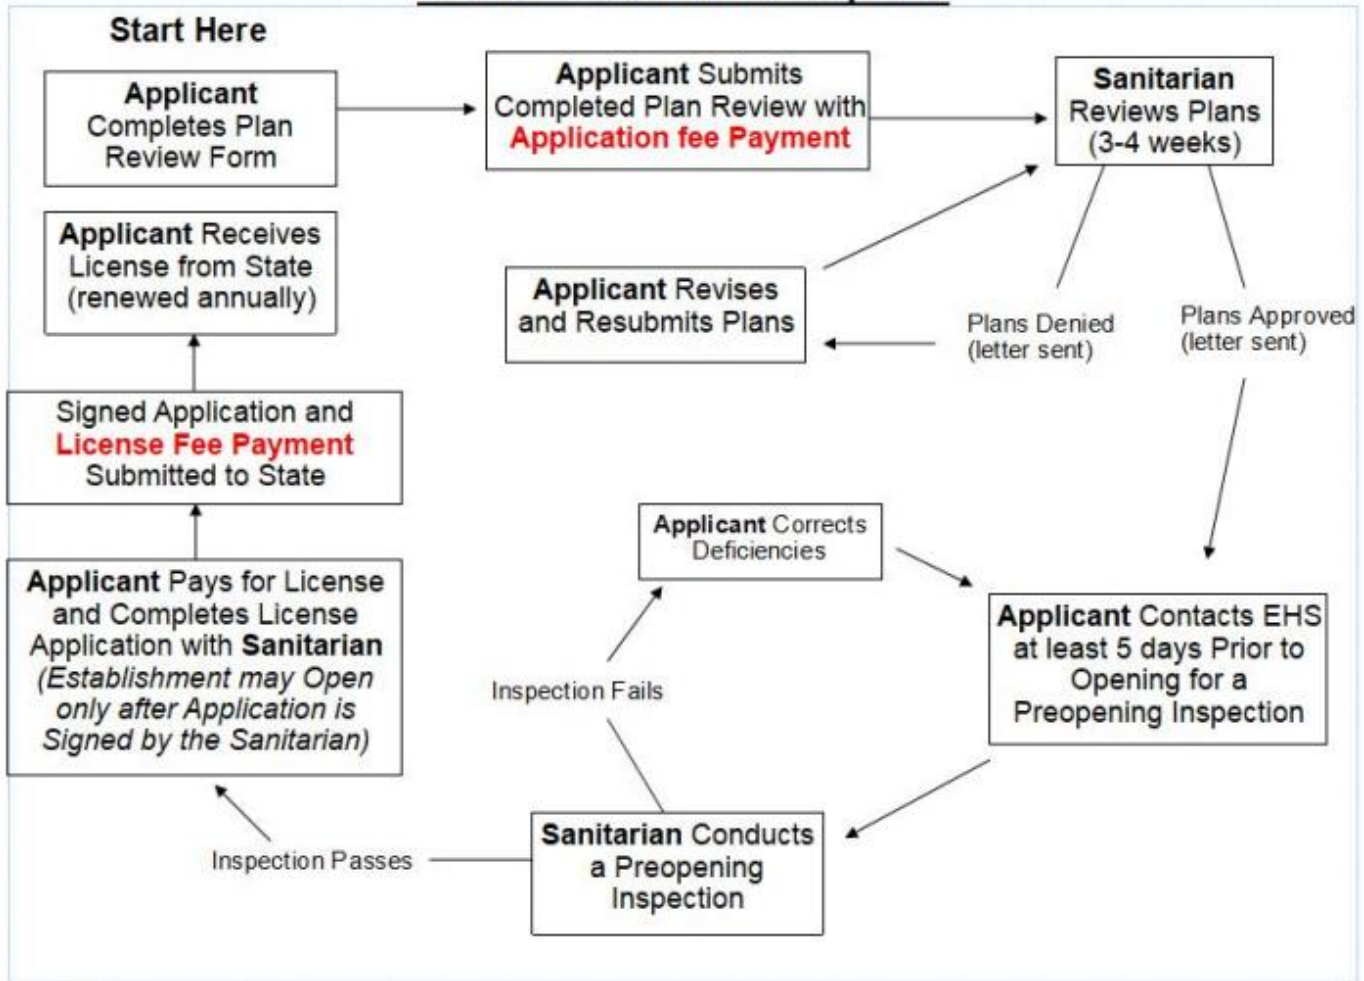 Start Here
Applicant
Completes Plan
Review Form
Applicant Submits
Completed Plan Review with
Application fee Payment
Sanitarian
Reviews Plans
(3-4 weeks)
Applicant Receives
License from State
(renewed annually)
Applicant Revises
and Resubmits Plans
Plans Denied
(letter sent)
Plans Approved
(letter sent)
Signed Application and
License Fee Payment
Submitted to State
Applicant Corrects
Deficiencies
Applicant Pays for License
and Completes License
Application with Sanitarian
(Establishment may Open
only after Application is
Signed by the Sanitarian)
Applicant Contacts EHS
at least 5 days Prior to
Opening for a
Preopening Inspection
Inspection Fails
Sanitarian Conducts
a Preopening
Inspection
Inspection Passes